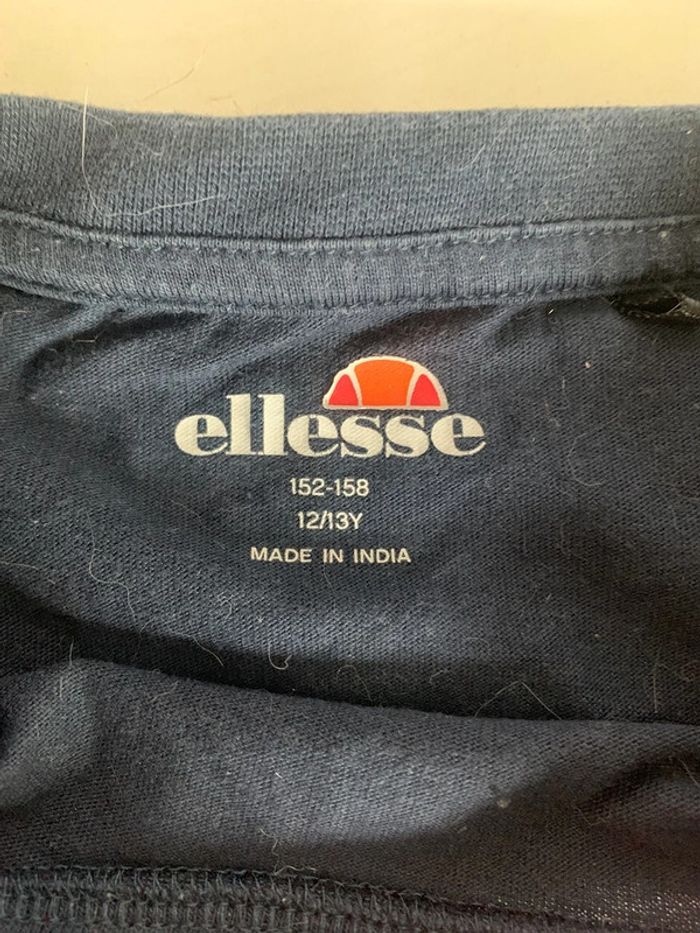 ellesse
152-158
12/13Y
MADE IN INDIA